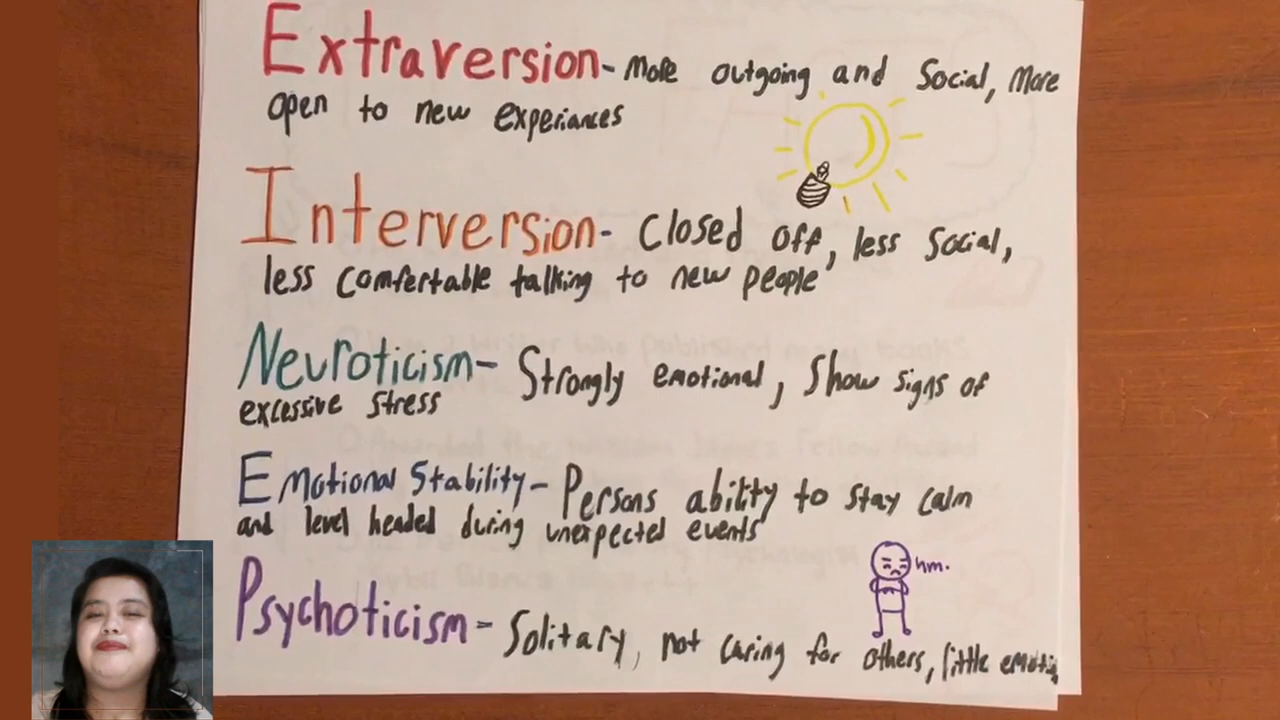 Extraversion- More outgoing and Social, More
open to new experiances
Interversion- Closed off, less social,
less comfertable talking to new people
Neuroticism- Strongly emotional, show signs of
excessive stress
Emotional Stability- Persons ability to stay calm
and level headed during unexpected events
hm.
Psychoticism- Solitary, not caring for others, little